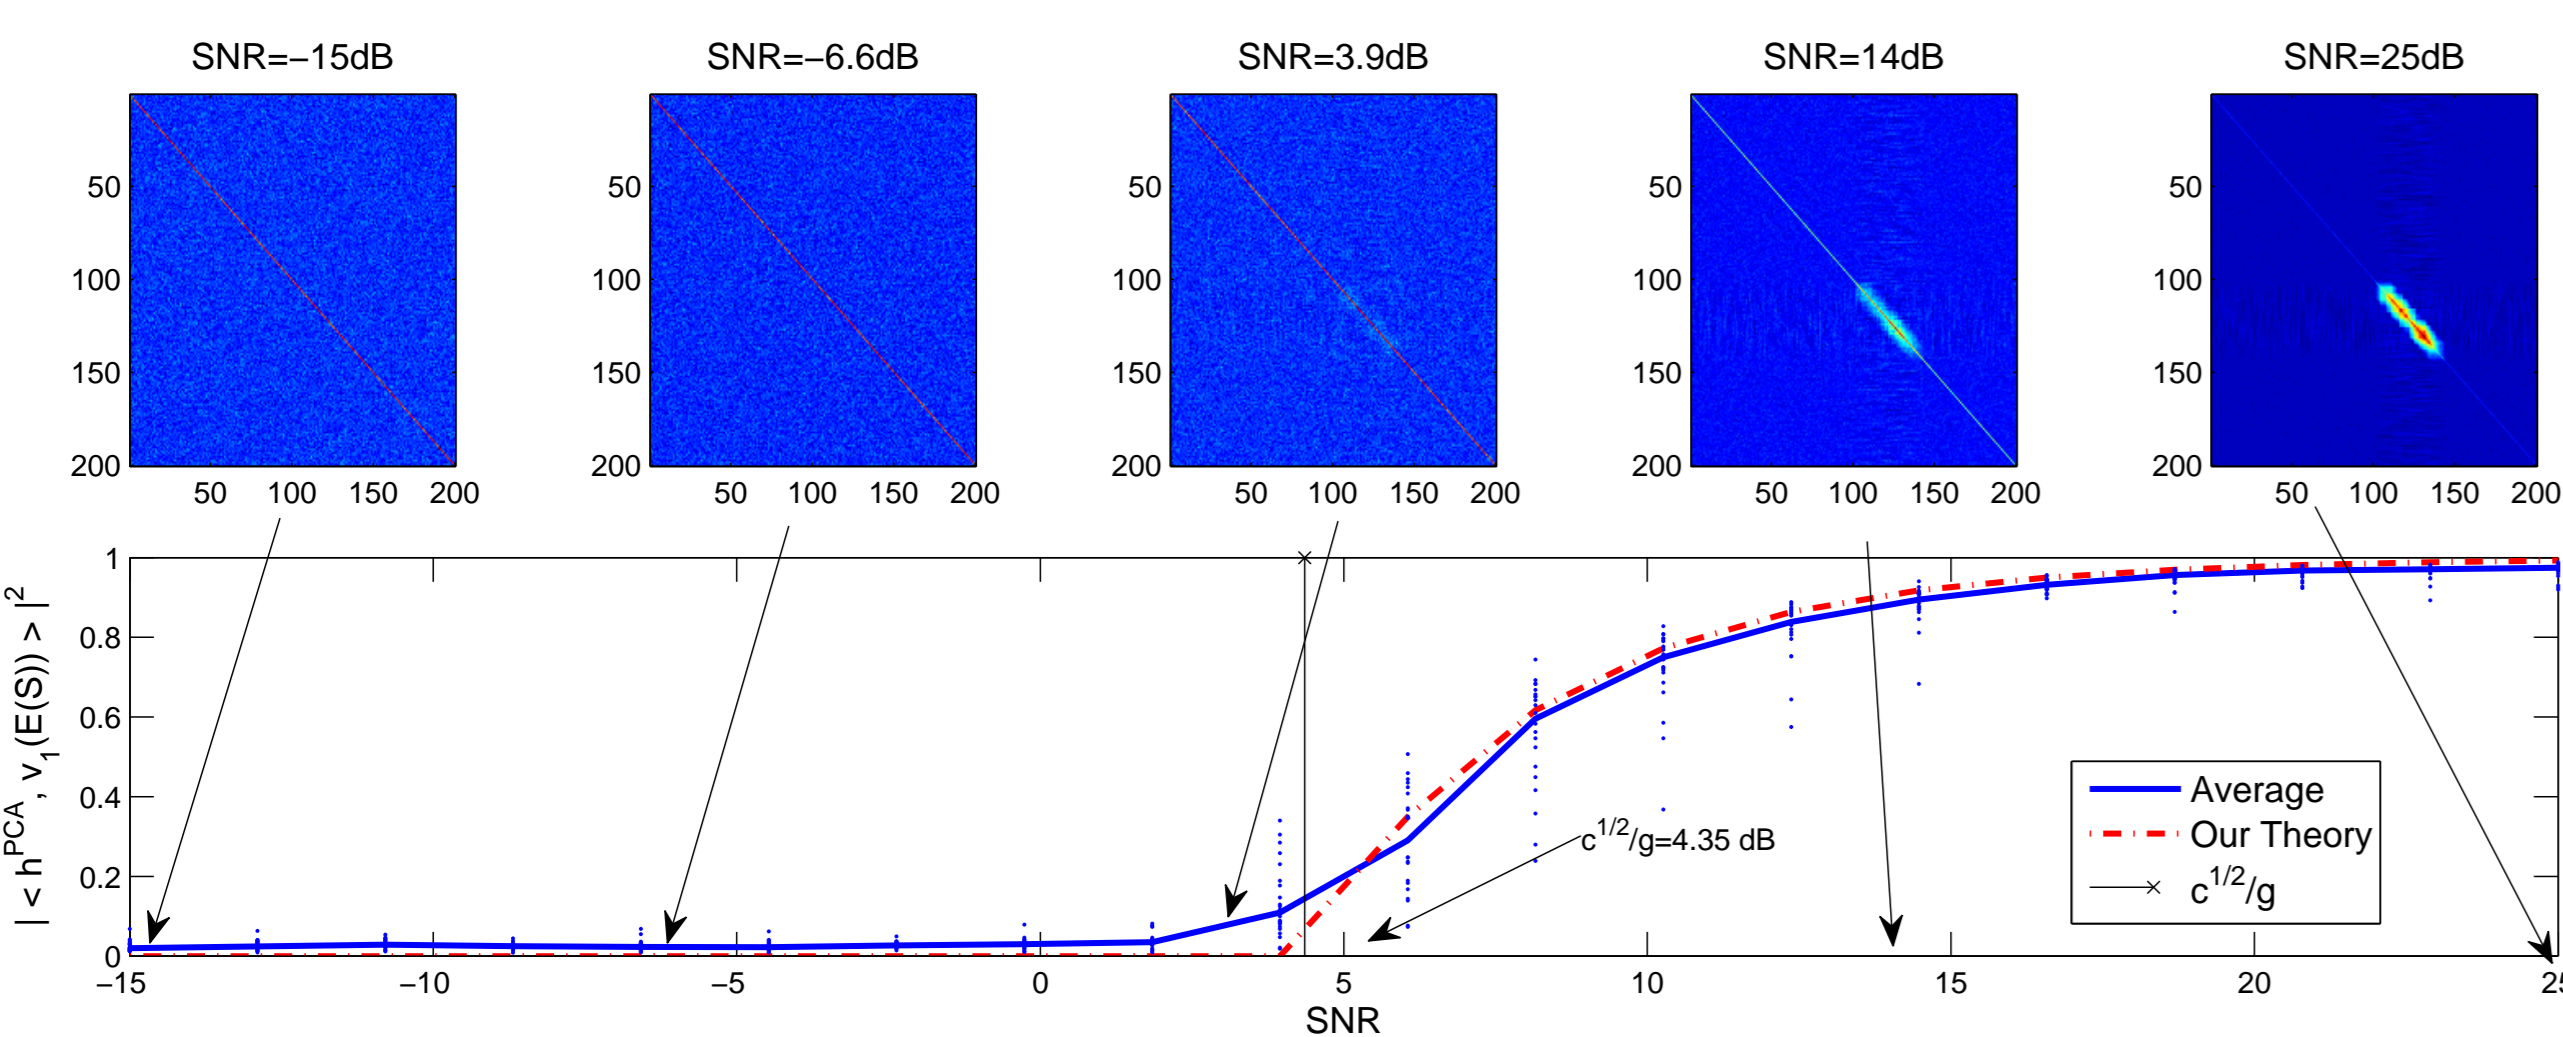 SNR=−15dB SNR=−6.6dB SNR=3.9dB SNR=14dB SNR=25dB
50 50 50 50 50
100 100 100 100 100
150 150 150 150 150
200 200 200 200 200
50 100 150 200 50 100 150 200 50 100 150 200 50 100 150 200 50 100 150 200
| < h^PCA , v_1(E(S)) > |^2
1
0.8
0.6
0.4
0.2
0
c^1/2/g=4.35 dB
Average
Our Theory
c^1/2/g
−15 −10 −5 0 5 10 15 20
SNR